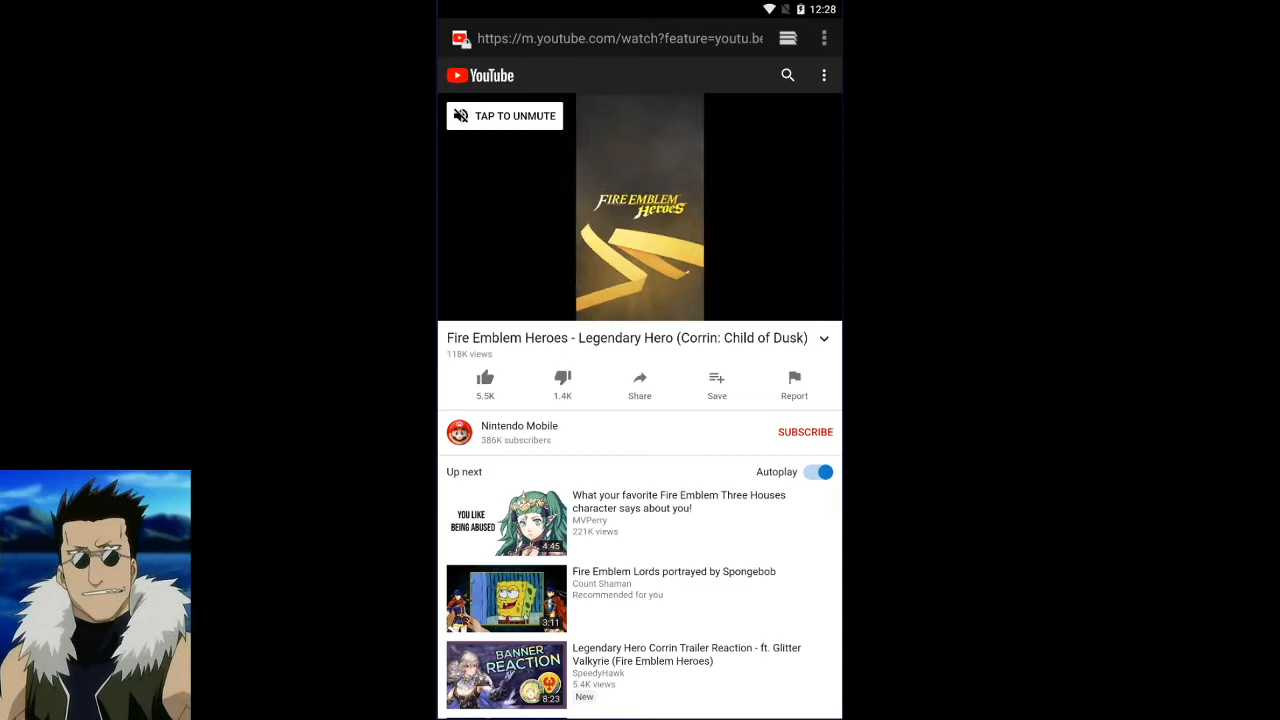 12:28
https://m.youtube.com/watch?feature=youtu.be
YouTube
TAP TO UNMUTE
FIRE EMBLEM
Heroes
Fire Emblem Heroes - Legendary Hero (Corrin: Child of Dusk)
118K views
5.5K
1.4K
Share
Save
Report
Nintendo Mobile
386K subscribers
SUBSCRIBE
Up next
Autoplay
YOU LIKE
BEING ABUSED
4:45
What your favorite Fire Emblem Three Houses
character says about you!
MVPerry
221K views
3:11
Fire Emblem Lords portrayed by Spongebob
Count Shaman
Recommended for you
BANNER
REACTION
8:23
Legendary Hero Corrin Trailer Reaction - ft. Glitter
Valkyrie (Fire Emblem Heroes)
SpeedyHawk
5.4K views
New